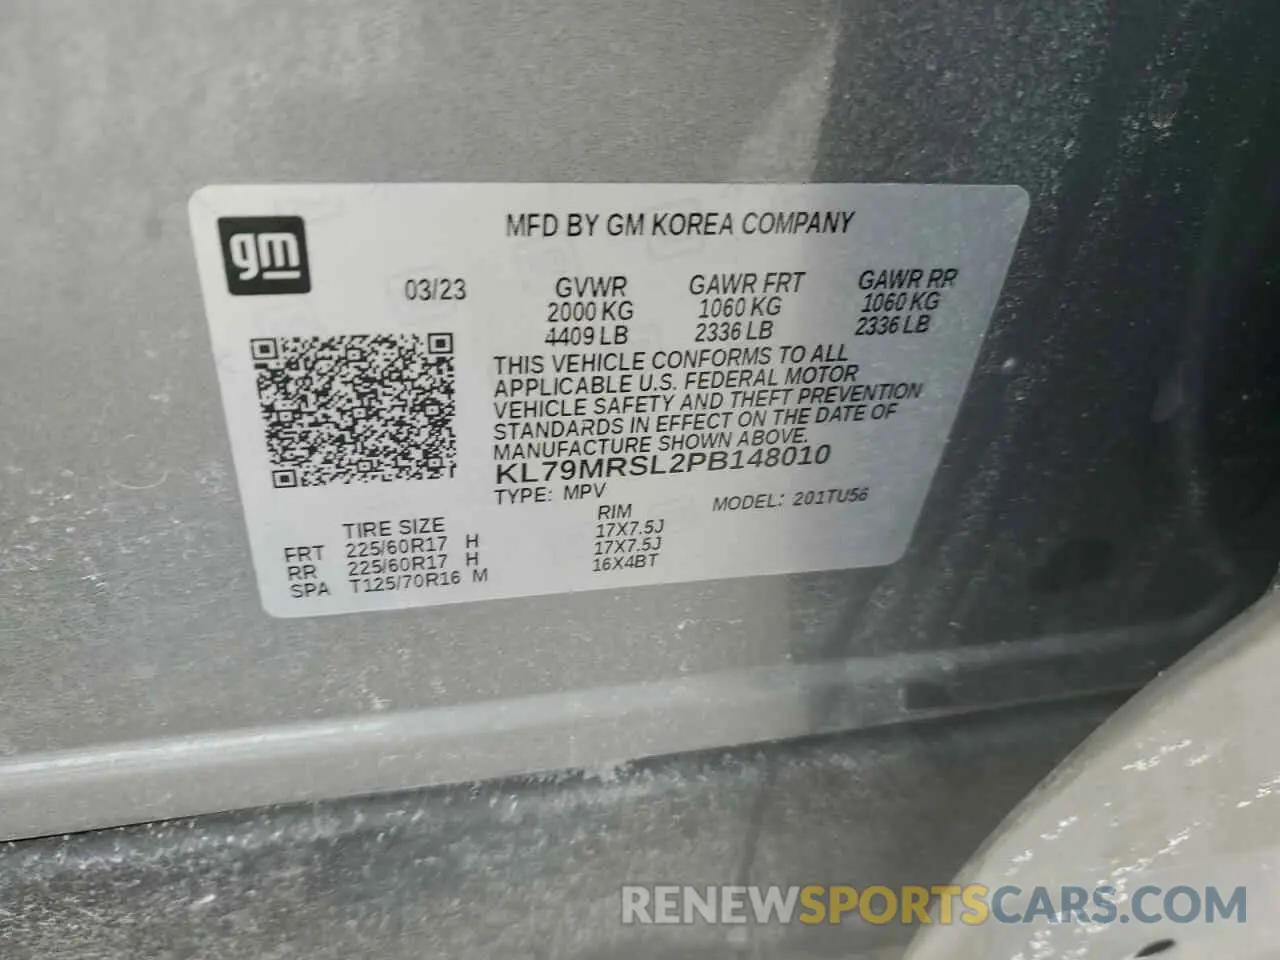 gm
MFD BY GM KOREA COMPANY
03/23
GVWR GAWR FRT GAWR RR
2000 KG 1060 KG 1060 KG
4409 LB 2336 LB 2336 LB
THIS VEHICLE CONFORMS TO ALL
APPLICABLE U.S. FEDERAL MOTOR
VEHICLE SAFETY AND THEFT PREVENTION
STANDARDS IN EFFECT ON THE DATE OF
MANUFACTURE SHOWN ABOVE.
KL79MRSL2PB148010
TYPE: MPV MODEL: 201TU56
TIRE SIZE RIM
FRT 225/60R17 H 17X7.5J
RR 225/60R17 H 17X7.5J
SPA T125/70R16 M 16X4BT
RENEWSPORTSCARS.COM